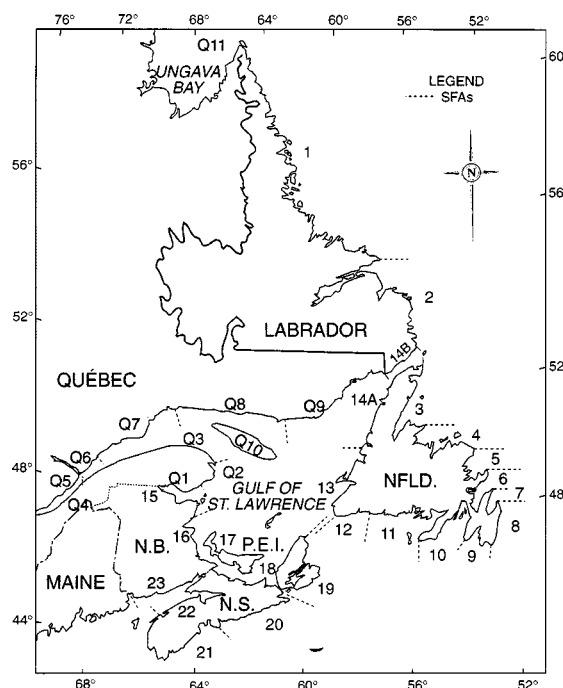 76° 72° 68° 64° 60° 56° 52°
60
Q11
UNGAVA
BAY
LEGEND
SFAs
1
N
56°
56°
2
52°
LABRADOR
14B
52°
QUÉBEC
Q8
Q9
14A
3
Q7
Q3
Q10
4
Q6
Q5
Q2
5
48°
Q1
GULF OF
ST. LAWRENCE
13
NFLD.
6
Q4
15
7
48°
16
17
P.E.I.
12
11
8
N.B.
18
10
9
MAINE
19
23
22
N.S.
20
44°
21
44°
68° 64° 60° 56° 52°